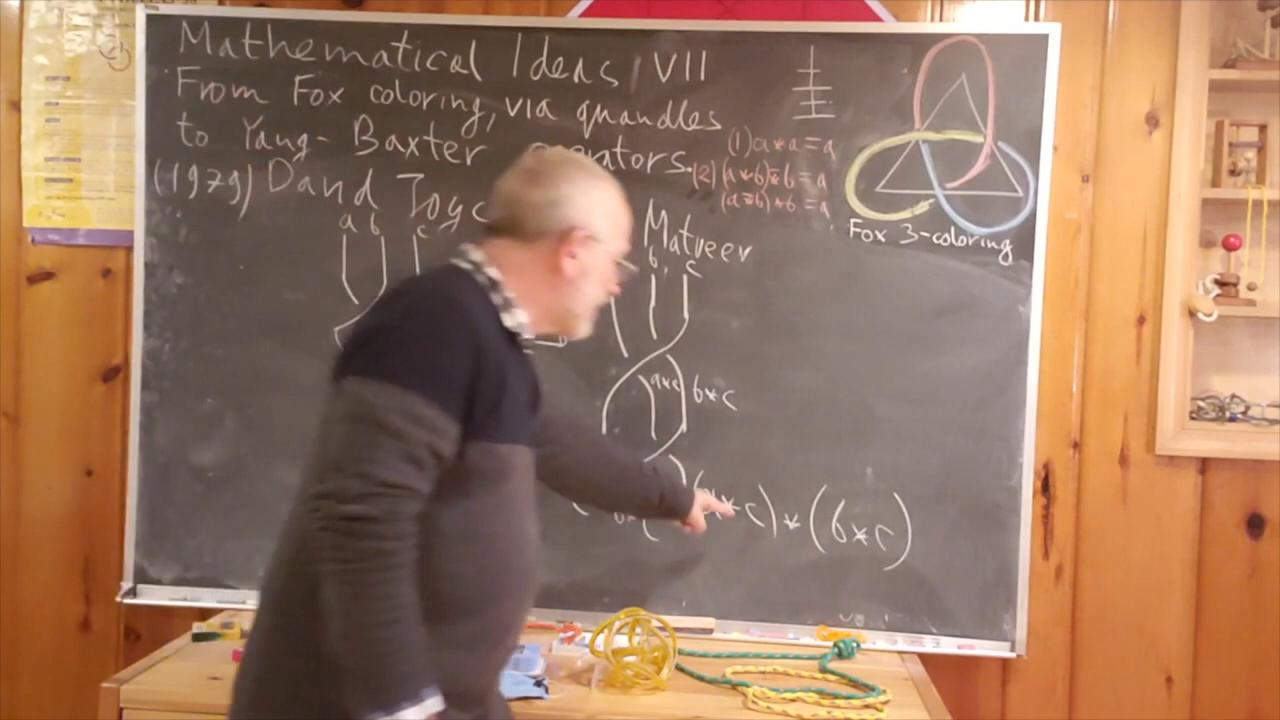 Mathematical Ideas VII
From Fox coloring, via quandles
to Yang-Baxter operators.
(1) a*a=a
(2) (a*b)*̄b=a
(a*̄b)*b=a
(1979) David Joyc
Matveev
Fox 3-coloring
a b c
b c
a*c b*c
(a*c)*(b*c)